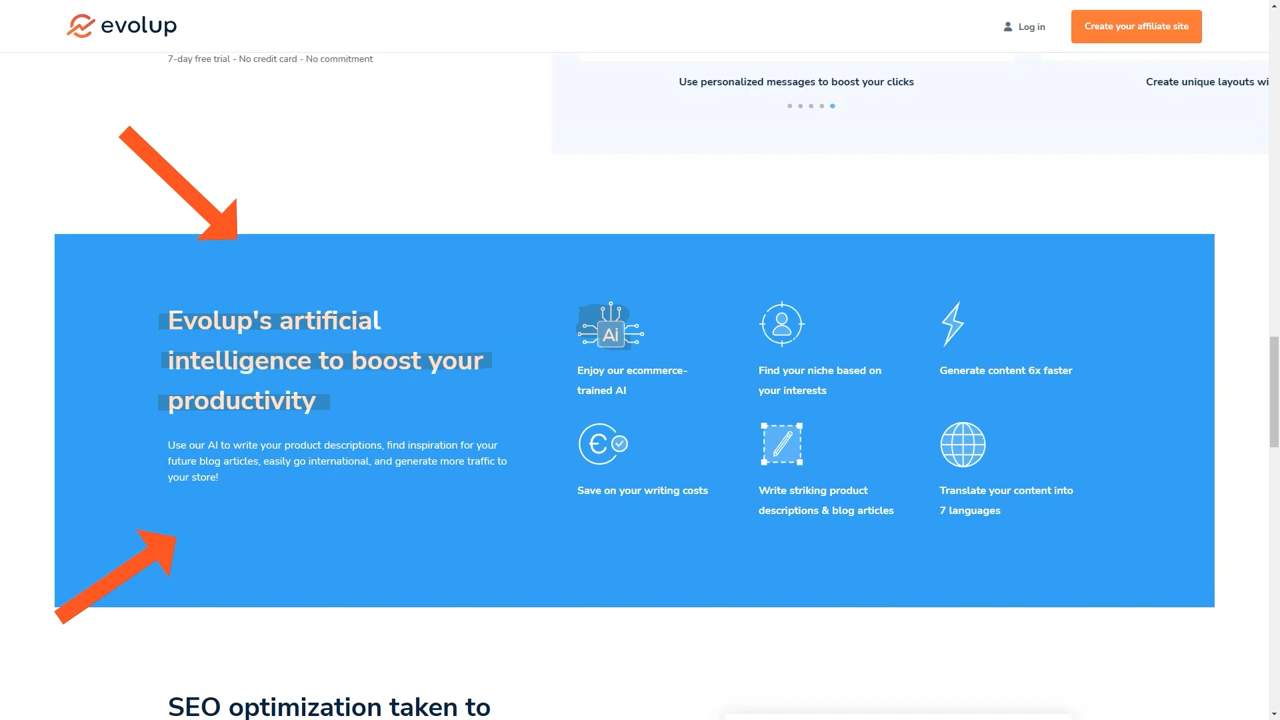 evolup
Log in
Create your affiliate site
7-day free trial - No credit card - No commitment
Use personalized messages to boost your clicks
Create unique layouts wi
Evolup's artificial
intelligence to boost your
productivity
Use our AI to write your product descriptions, find inspiration for your
future blog articles, easily go international, and generate more traffic to
your store!
Ai
Enjoy our ecommerce-
trained AI
Find your niche based on
your interests
Generate content 6x faster
€
Save on your writing costs
Write striking product
descriptions & blog articles
Translate your content into
7 languages
SEO optimization taken to